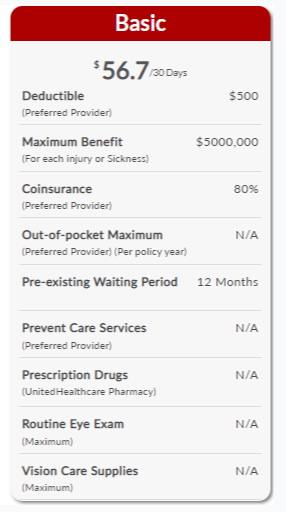 Basic
$56.7/30 Days
Deductible $500
(Preferred Provider)
Maximum Benefit $5000,000
(For each injury or Sickness)
Coinsurance 80%
(Preferred Provider)
Out-of-pocket Maximum N/A
(Preferred Provider) (Per policy year)
Pre-existing Waiting Period 12 Months
Prevent Care Services N/A
(Preferred Provider)
Prescription Drugs N/A
(UnitedHealthcare Pharmacy)
Routine Eye Exam N/A
(Maximum)
Vision Care Supplies N/A
(Maximum)